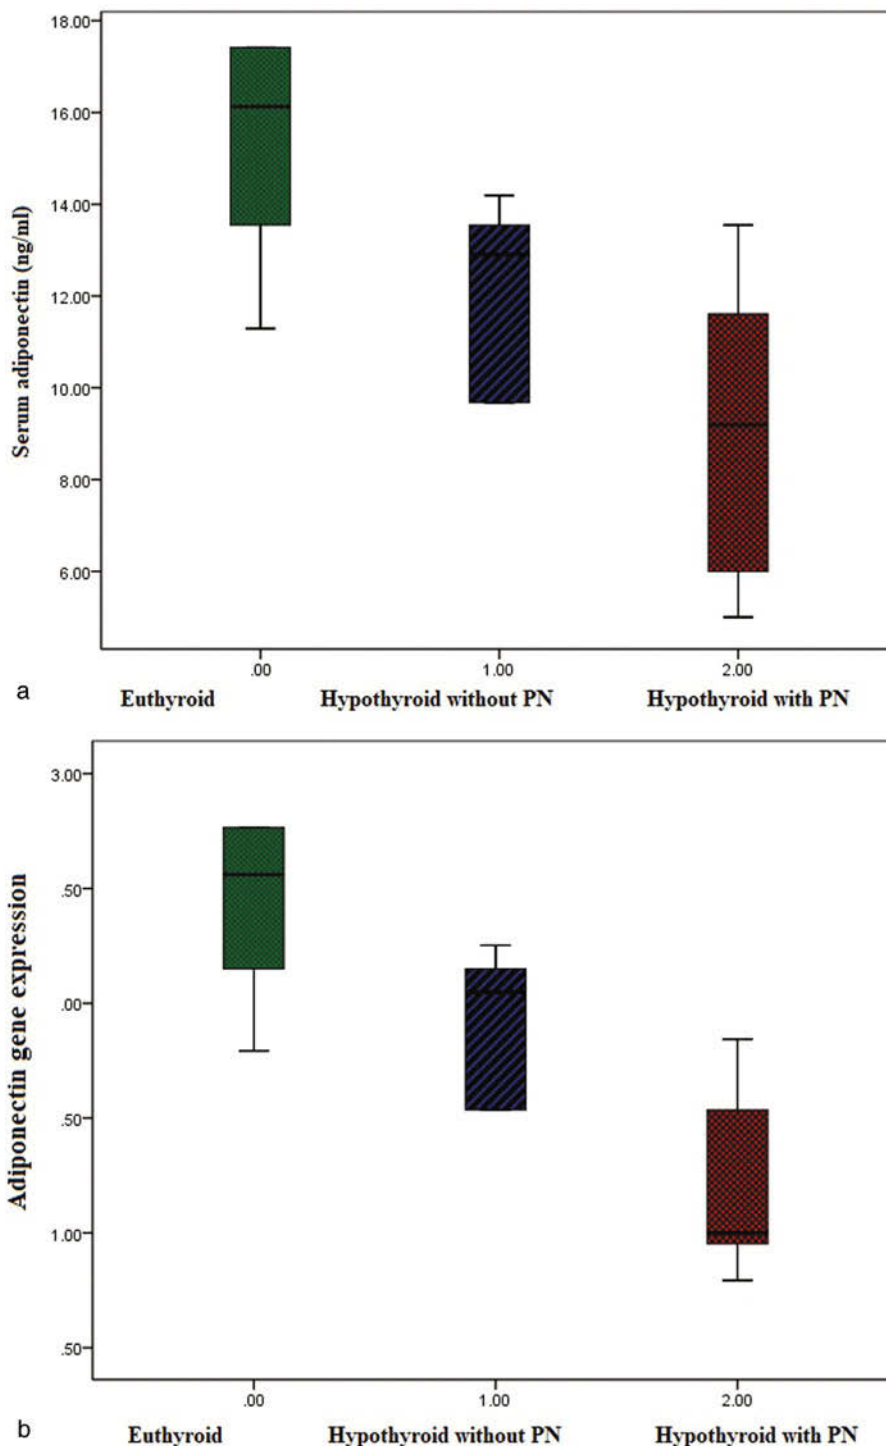 18.00
16.00
14.00
12.00
10.00
8.00
6.00
Serum adiponectin (ng/ml)
.00 1.00 2.00
a
Euthyroid Hypothyroid without PN Hypothyroid with PN
3.00
.50
.00
.50
1.00
.50
Adiponectin gene expression
.00 1.00 2.00
b
Euthyroid Hypothyroid without PN Hypothyroid with PN